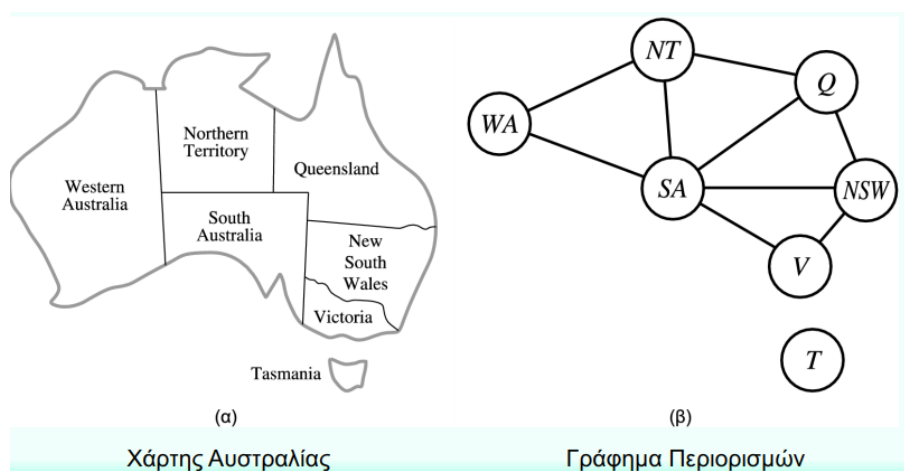 Northern
Territory
Western
Australia
South
Australia
Queensland
New
South
Wales
Victoria
Tasmania
(α)
NT
Q
WA
SA
NSW
V
T
(β)
Χάρτης Αυστραλίας
Γράφημα Περιορισμών